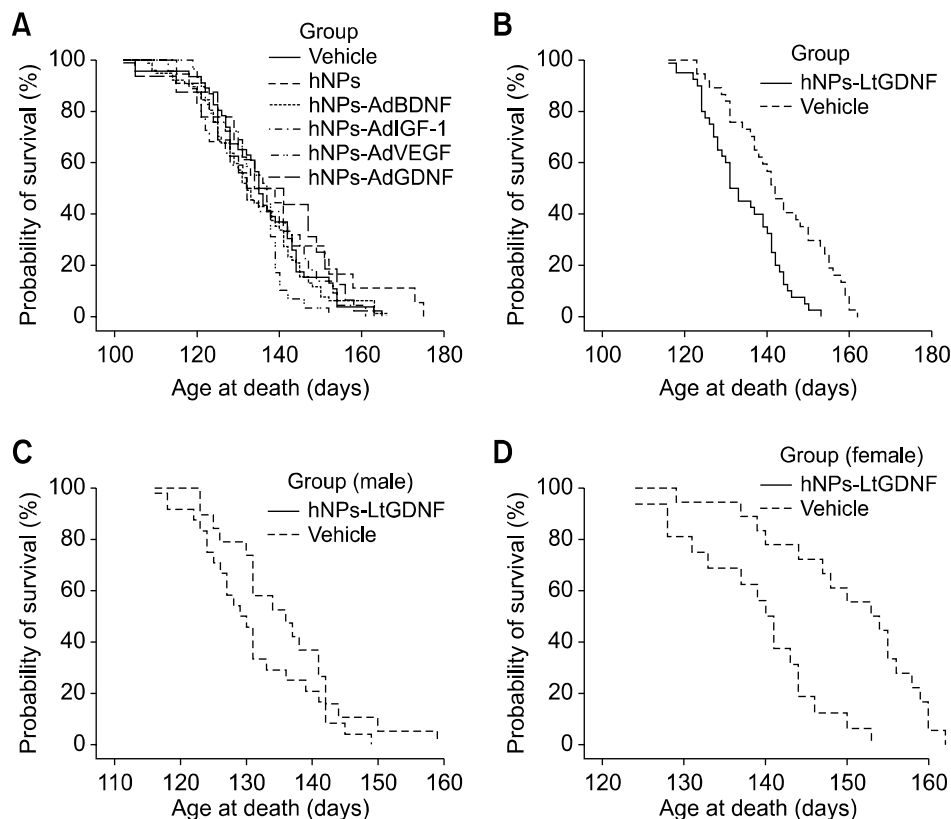 A
Group
Vehicle
hNPs
hNPs-AdBDNF
hNPs-AdIGF-1
hNPs-AdVEGF
hNPs-AdGDNF
Probability of survival (%)
100
80
60
40
20
0
100 120 140 160 180
Age at death (days)
B
Group
hNPs-LtGDNF
Vehicle
Probability of survival (%)
100
80
60
40
20
0
100 120 140 160 180
Age at death (days)
C
Group (male)
hNPs-LtGDNF
Vehicle
Probability of survival (%)
100
80
60
40
20
0
110 120 130 140 150 160
Age at death (days)
D
Group (female)
hNPs-LtGDNF
Vehicle
Probability of survival (%)
100
80
60
40
20
0
120 130 140 150 160
Age at death (days)